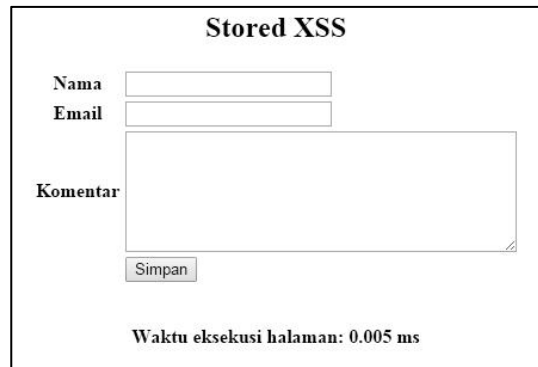 Stored XSS
Nama
Email
Komentar
Simpan
Waktu eksekusi halaman: 0.005 ms